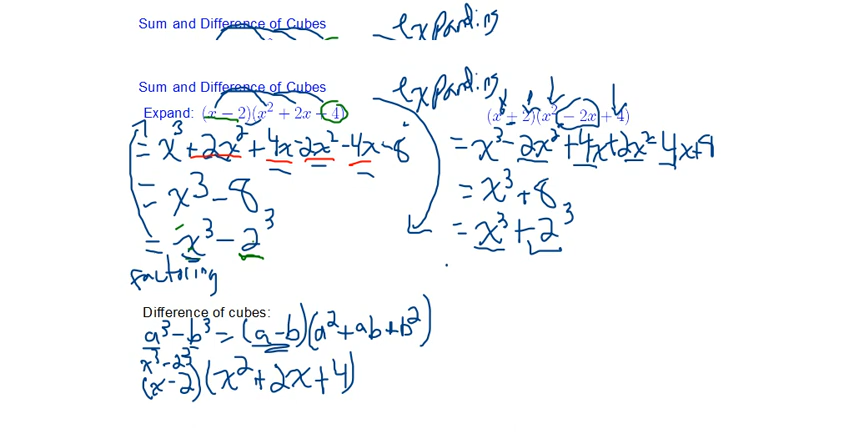 Sum and Difference of Cubes
expanding
Sum and Difference of Cubes
expanding
Expand: (x − 2)(x² + 2x + 4)
= x³ + 2x² + 4x - 2x² - 4x - 8
= x³ - 8
= x³ - 2³
factoring
(x + 2)(x² − 2x + 4)
= x³ - 2x² + 4x + 2x² - 4x + 8
= x³ + 8
= x³ + 2³
Difference of cubes:
a³ - b³ = (a - b)(a² + ab + b²)
x³ - 2³
(x - 2)(x² + 2x + 4)